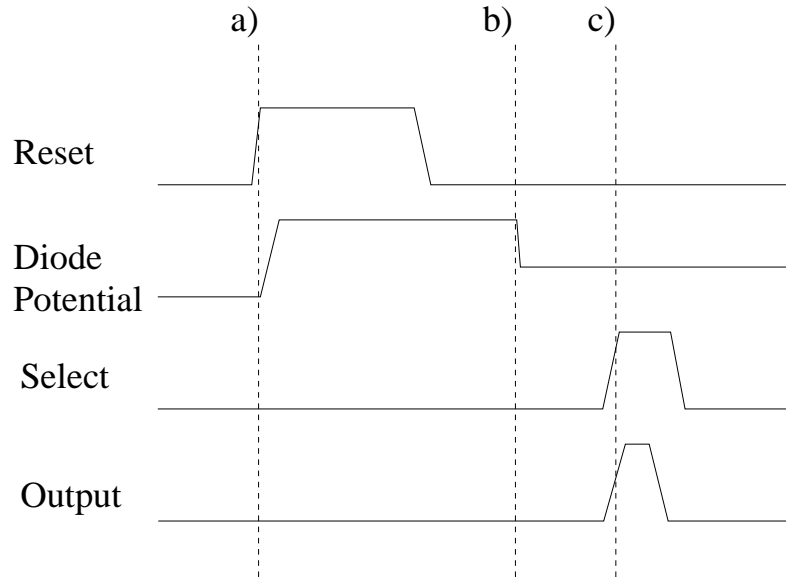 a) b) c)
Reset
Diode
Potential
Select
Output